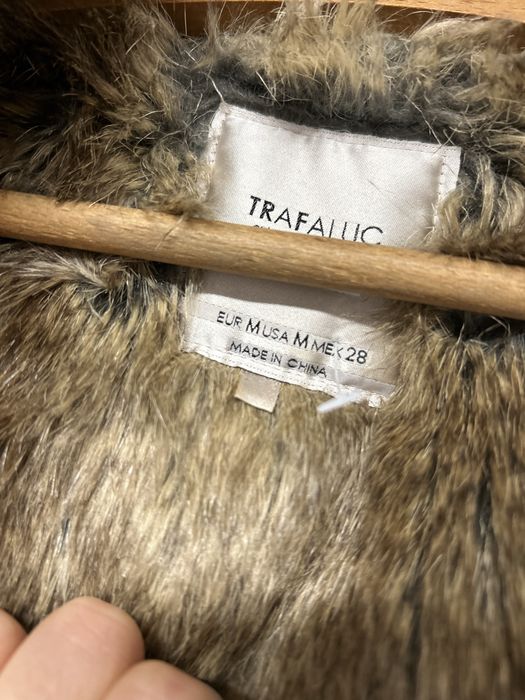 TRAFALUC
EUR M USA M MEX 28
MADE IN CHINA